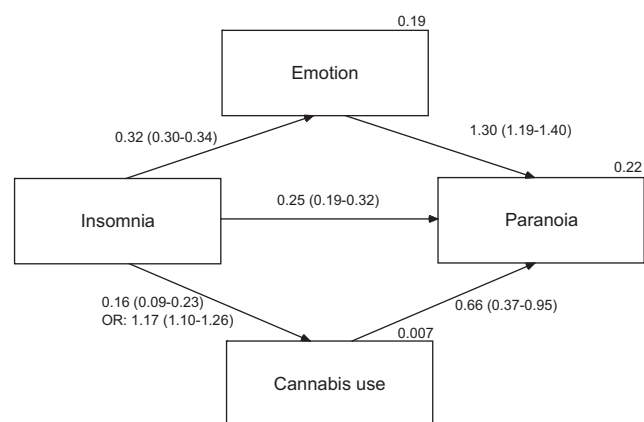 0.19
Emotion
0.32 (0.30-0.34)
1.30 (1.19-1.40)
0.22
Insomnia
0.25 (0.19-0.32)
Paranoia
0.16 (0.09-0.23)
OR: 1.17 (1.10-1.26)
0.66 (0.37-0.95)
0.007
Cannabis use